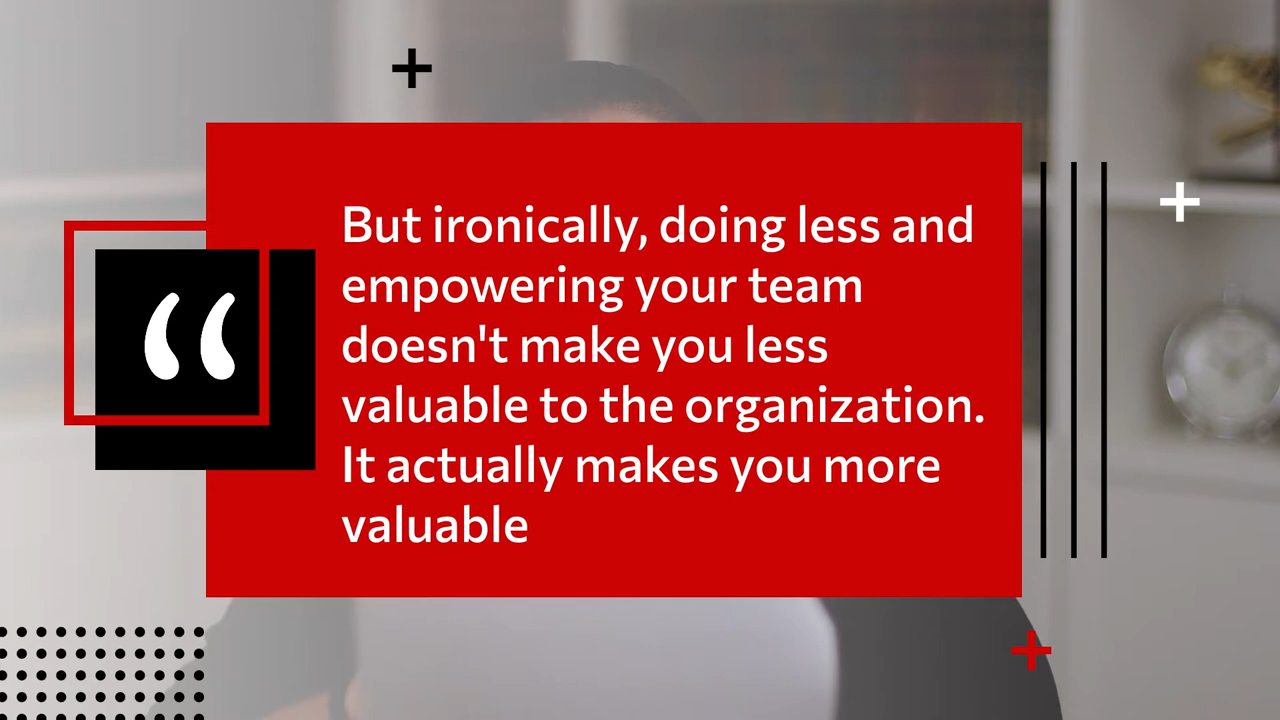 “
But ironically, doing less and
empowering your team
doesn't make you less
valuable to the organization.
It actually makes you more
valuable